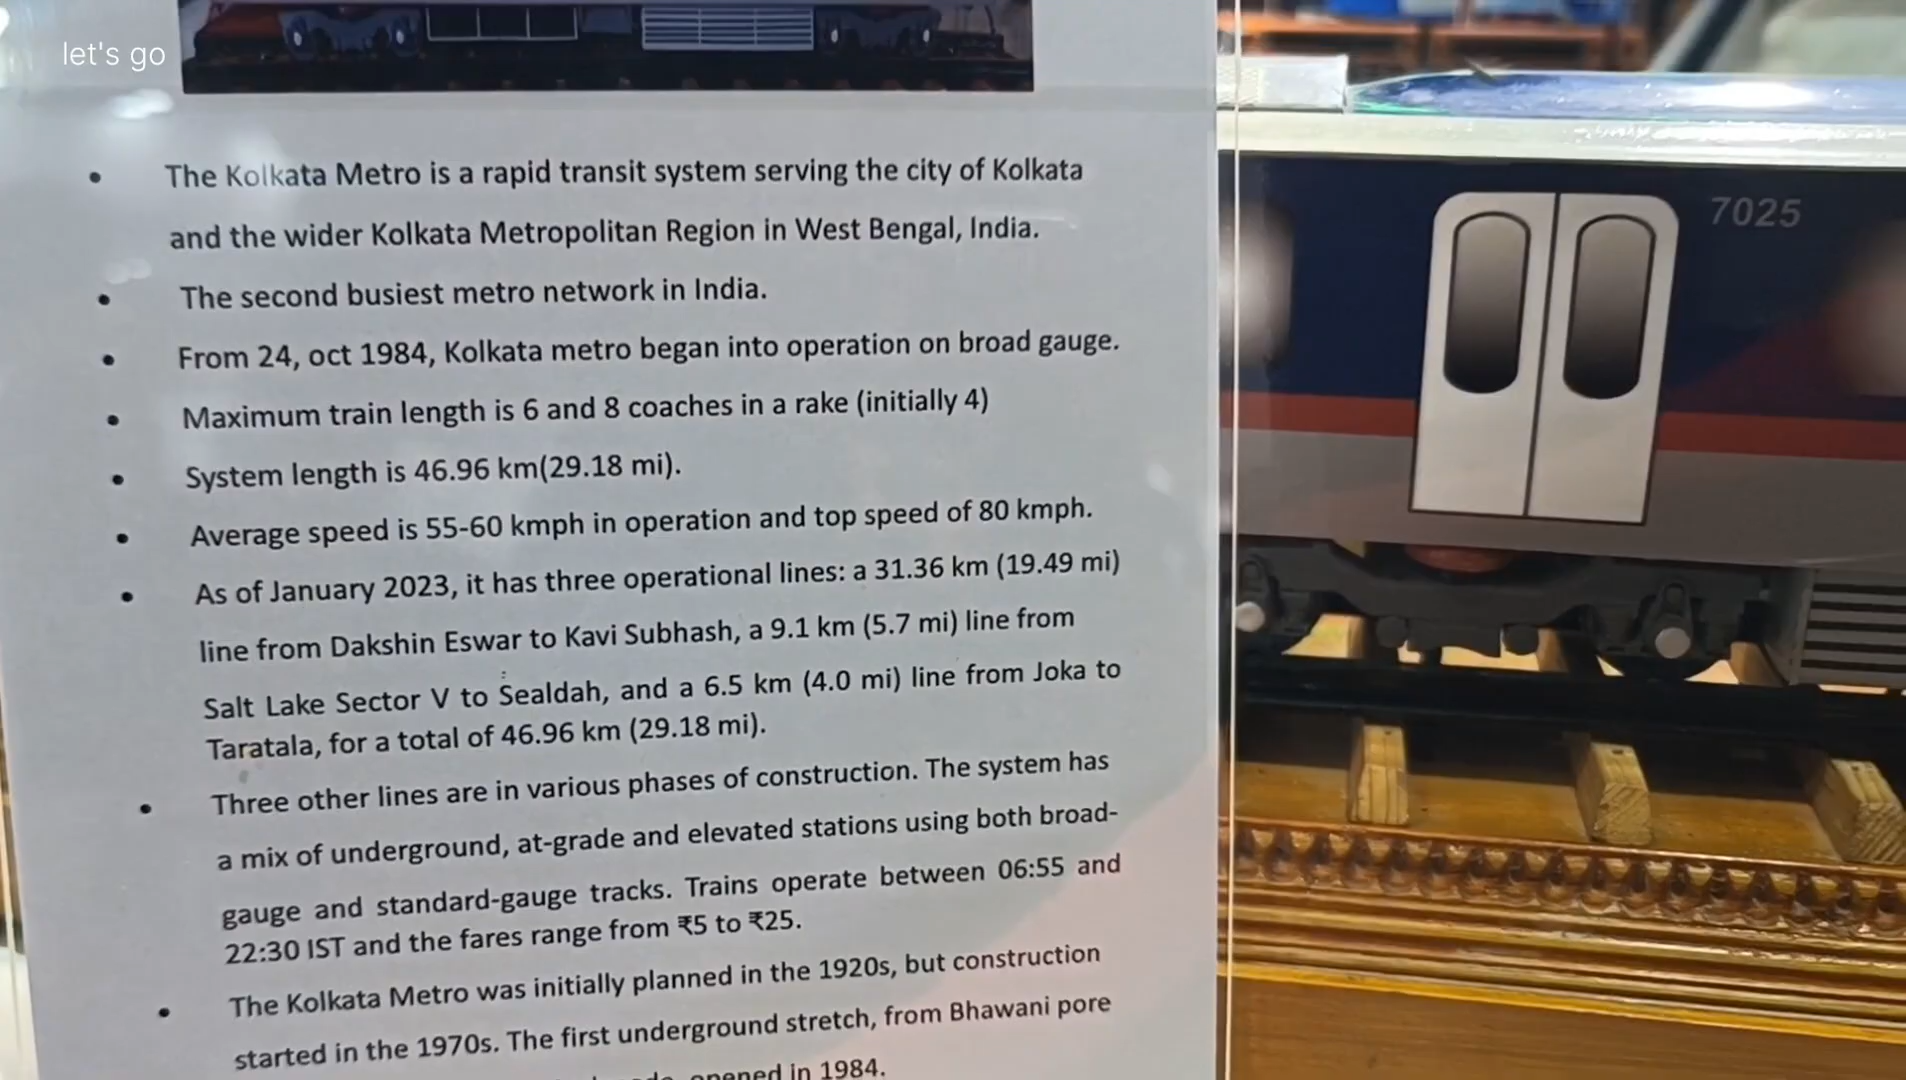 let's go
• The Kolkata Metro is a rapid transit system serving the city of Kolkata
and the wider Kolkata Metropolitan Region in West Bengal, India.
• The second busiest metro network in India.
• From 24, oct 1984, Kolkata metro began into operation on broad gauge.
• Maximum train length is 6 and 8 coaches in a rake (initially 4)
• System length is 46.96 km(29.18 mi).
• Average speed is 55-60 kmph in operation and top speed of 80 kmph.
• As of January 2023, it has three operational lines: a 31.36 km (19.49 mi)
line from Dakshin Eswar to Kavi Subhash, a 9.1 km (5.7 mi) line from
Salt Lake Sector V to Sealdah, and a 6.5 km (4.0 mi) line from Joka to
Taratala, for a total of 46.96 km (29.18 mi).
• Three other lines are in various phases of construction. The system has
a mix of underground, at-grade and elevated stations using both broad-
gauge and standard-gauge tracks. Trains operate between 06:55 and
22:30 IST and the fares range from ₹5 to ₹25.
• The Kolkata Metro was initially planned in the 1920s, but construction
started in the 1970s. The first underground stretch, from Bhawani pore
opened in 1984.
7025